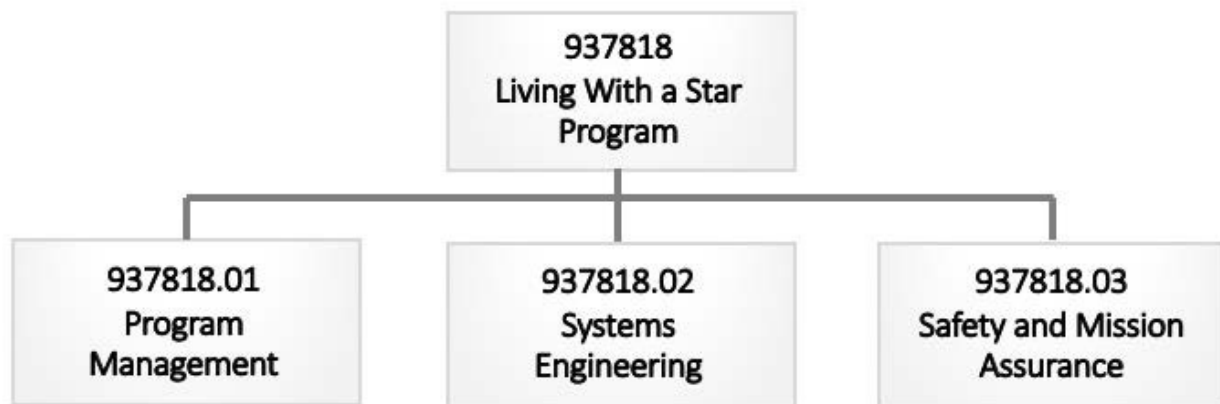 937818
Living With a Star
Program
937818.01
Program
Management
937818.02
Systems
Engineering
937818.03
Safety and Mission
Assurance